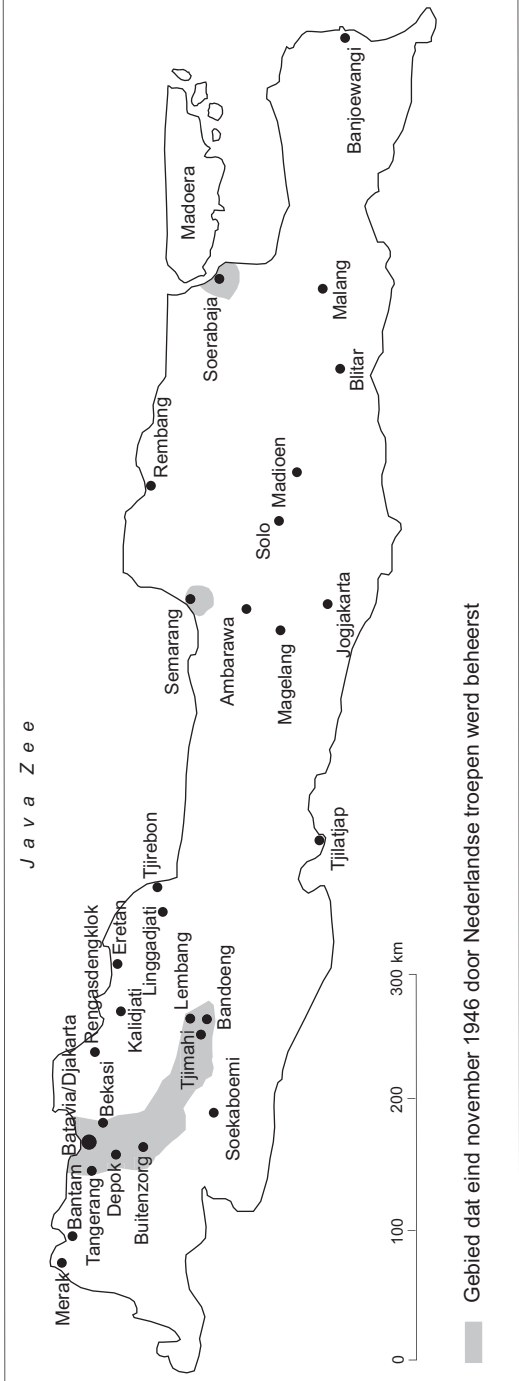 Java Zee
Merak
Bantam
Batavia/Djakarta
Tangerang
Bekasi
Depok
Buitenzorg
Rengasdengklok
Kalidjati
Eretan
Linggadjati
Tjirebon
Lembang
Tjimahi
Bandoeng
Soekaboemi
Tjilatjap
Semarang
Ambarawa
Magelang
Jogjakarta
Solo
Madioen
Rembang
Soerabaja
Madoera
Blitar
Malang
Banjoewangi
0 100 200 300 km
Gebied dat eind november 1946 door Nederlandse troepen werd beheerst